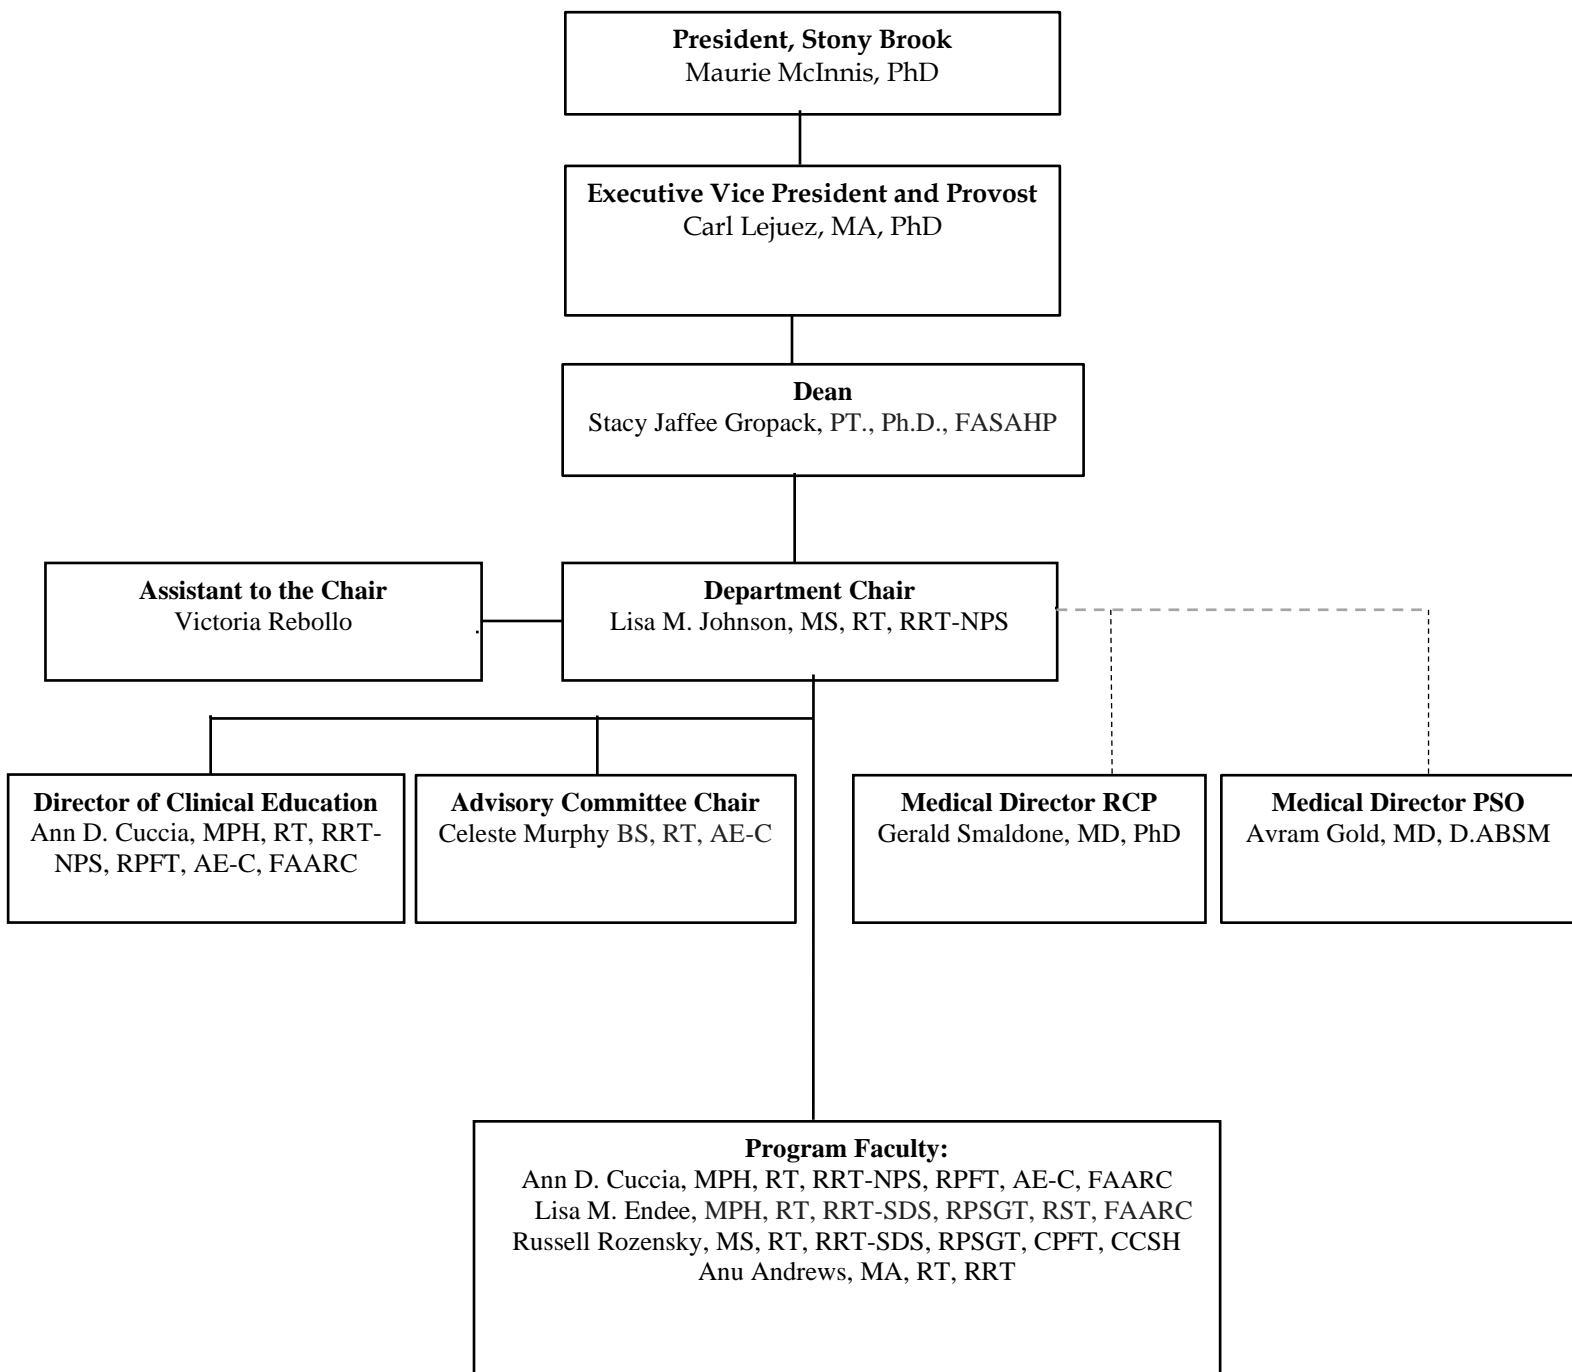 President, Stony Brook
Maurie McInnis, PhD
Executive Vice President and Provost
Carl Lejuez, MA, PhD
Dean
Stacy Jaffee Gropack, PT., Ph.D., FASAHP
Assistant to the Chair
Victoria Rebollo
.
Department Chair
Lisa M. Johnson, MS, RT, RRT-NPS
Director of Clinical Education
Ann D. Cuccia, MPH, RT, RRT-
NPS, RPFT, AE-C, FAARC
Advisory Committee Chair
Celeste Murphy BS, RT, AE-C
Medical Director RCP
Gerald Smaldone, MD, PhD
Medical Director PSO
Avram Gold, MD, D.ABSM
Program Faculty:
Ann D. Cuccia, MPH, RT, RRT-NPS, RPFT, AE-C, FAARC
Lisa M. Endee, MPH, RT, RRT-SDS, RPSGT, RST, FAARC
Russell Rozensky, MS, RT, RRT-SDS, RPSGT, CPFT, CCSH
Anu Andrews, MA, RT, RRT